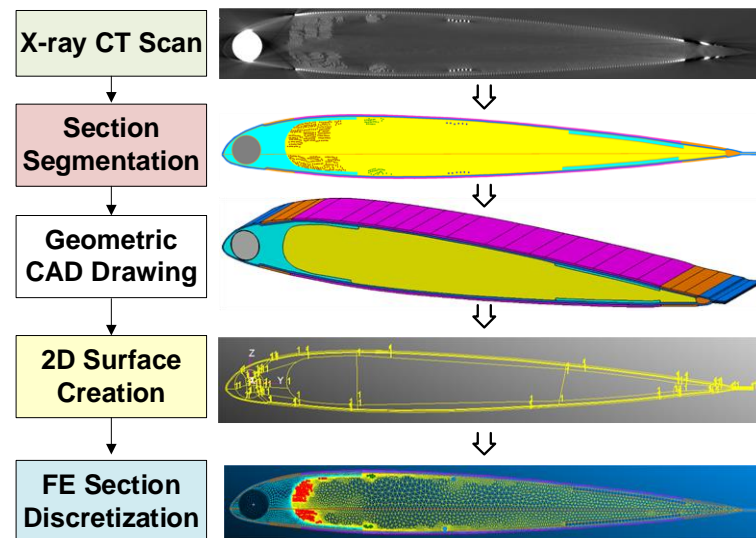 X-ray CT Scan
Section
Segmentation
Geometric
CAD Drawing
2D Surface
Creation
Z
Y
FE Section
Discretization